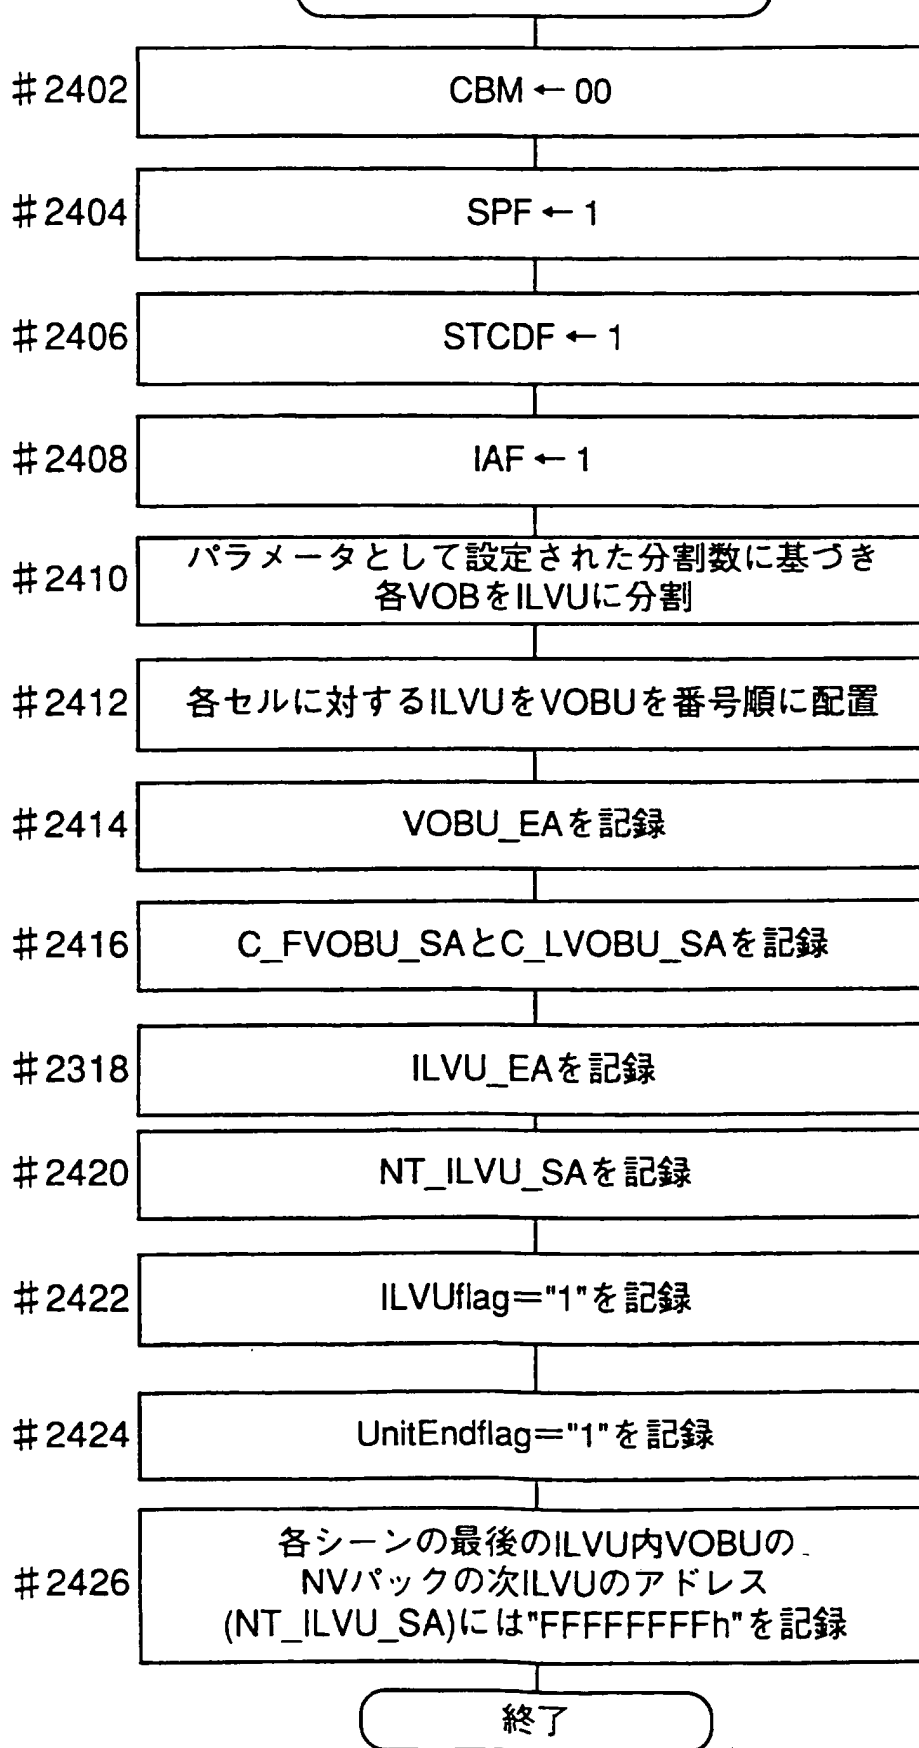 #2402
CBM ← 00
#2404
SPF ← 1
#2406
STCDF ← 1
#2408
IAF ← 1
#2410
パラメータとして設定された分割数に基づき
各VOBをILVUに分割
#2412
各セルに対するILVUをVOBUを番号順に配置
#2414
VOBU_EAを記録
#2416
C_FVOBU_SAとC_LVOBU_SAを記録
#2318
ILVU_EAを記録
#2420
NT_ILVU_SAを記録
#2422
ILVUflag="1"を記録
#2424
UnitEndflag="1"を記録
#2426
各シーンの最後のILVU内VOBUの
NVパックの次ILVUのアドレス
(NT_ILVU_SA)には"FFFFFFFFh"を記録
終了